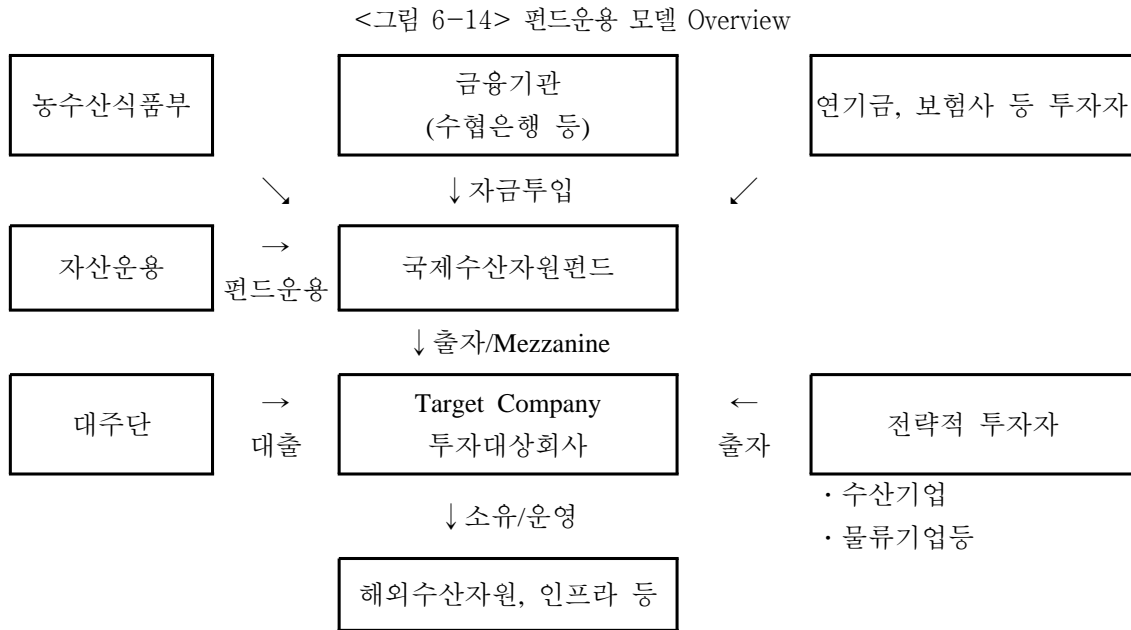 <그림 6-14> 펀드운용 모델 Overview
농수산식품부
금융기관
(수협은행 등)
연기금, 보험사 등 투자자
↘
↓자금투입
↙
자산운용
→
펀드운용
국제수산자원펀드
↓출자/Mezzanine
대주단
→
대출
Target Company
투자대상회사
←
출자
전략적 투자자
· 수산기업
· 물류기업등
↓소유/운영
해외수산자원, 인프라 등